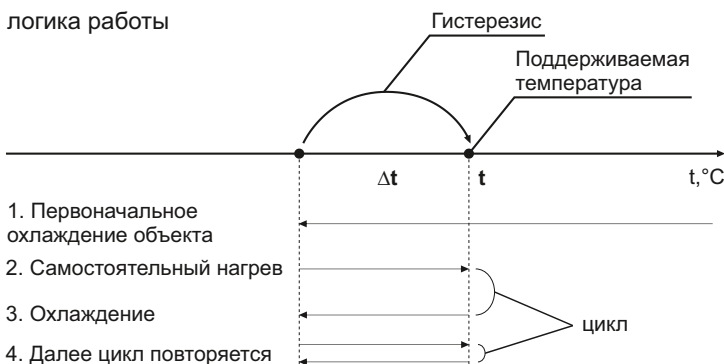 логика работы
Гистерезис
Поддерживаемая
температура
Δt
t
t,°C
1. Первоначальное
охлаждение объекта
2. Самостоятельный нагрев
3. Охлаждение
цикл
4. Далее цикл повторяется